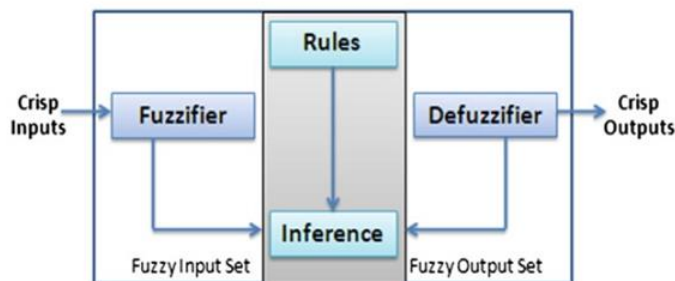 Rules
Crisp
Inputs
Fuzzifier
Defuzzifier
Crisp
Outputs
Inference
Fuzzy Input Set
Fuzzy Output Set